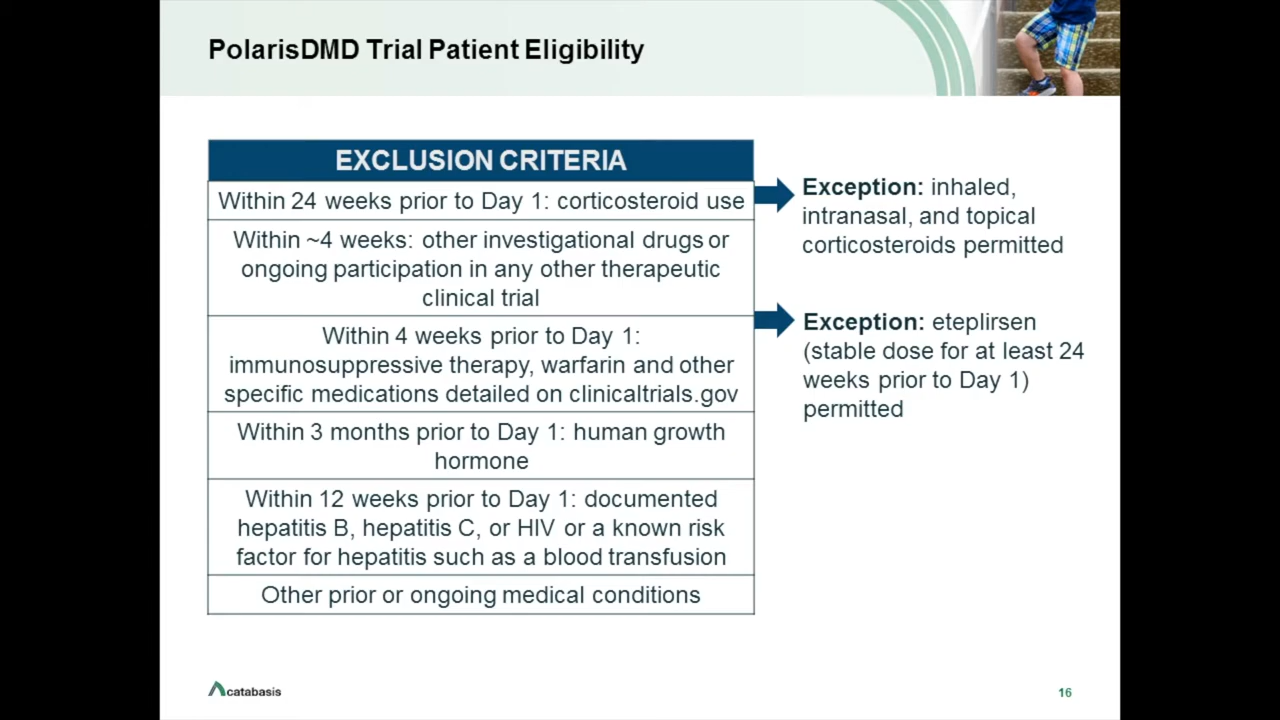 PolarisDMD Trial Patient Eligibility
EXCLUSION CRITERIA
Within 24 weeks prior to Day 1: corticosteroid use
Within ~4 weeks: other investigational drugs or
ongoing participation in any other therapeutic
clinical trial
Within 4 weeks prior to Day 1:
immunosuppressive therapy, warfarin and other
specific medications detailed on clinicaltrials.gov
Within 3 months prior to Day 1: human growth
hormone
Within 12 weeks prior to Day 1: documented
hepatitis B, hepatitis C, or HIV or a known risk
factor for hepatitis such as a blood transfusion
Other prior or ongoing medical conditions
Exception: inhaled,
intranasal, and topical
corticosteroids permitted
Exception: eteplirsen
(stable dose for at least 24
weeks prior to Day 1)
permitted
catabasis
16